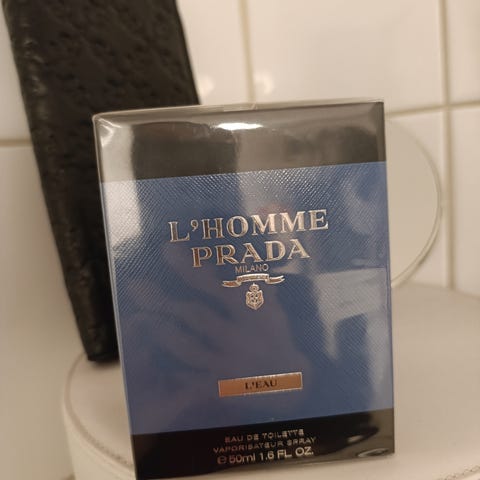 L'HOMME
PRADA
MILANO
L'EAU
EAU DE TOILETTE
VAPORISATEUR SPRAY
℮ 50ml 1.6 FL. OZ.